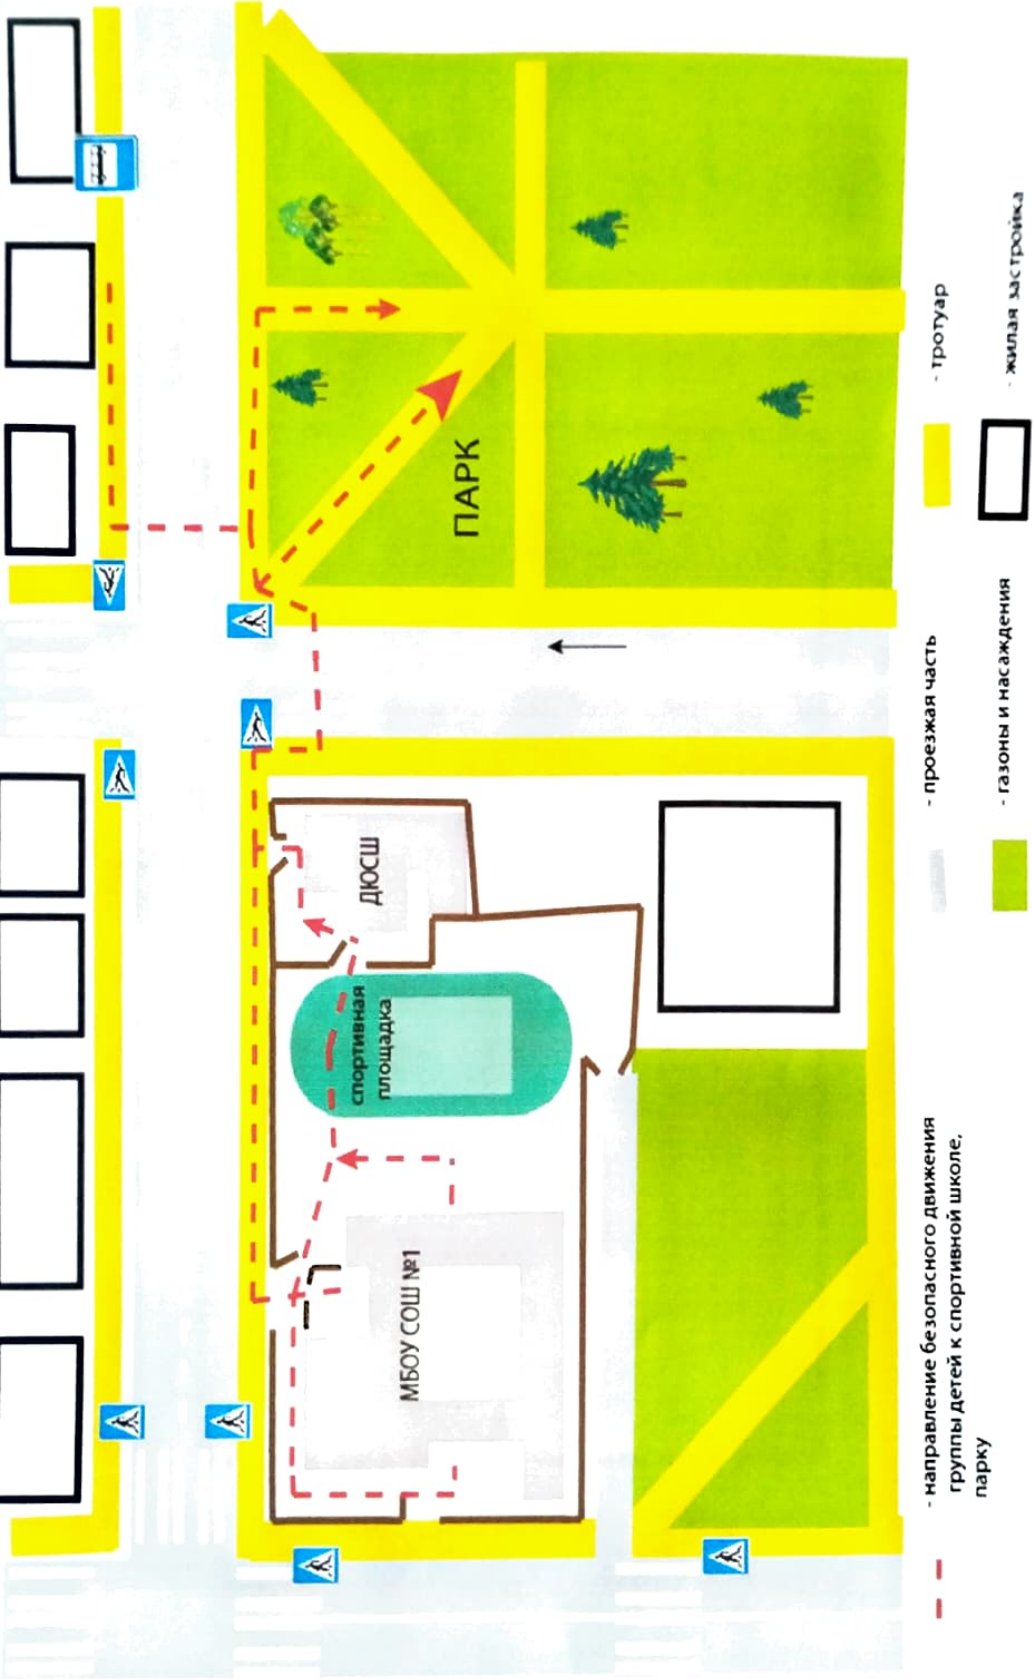 ПАРК
ДЮСШ
спортивная
площадка
МБОУ СОШ №1
- направление безопасного движения
группы детей к спортивной школе,
парку
- проезжая часть
- тротуар
- газоны и насаждения
- жилая застройка